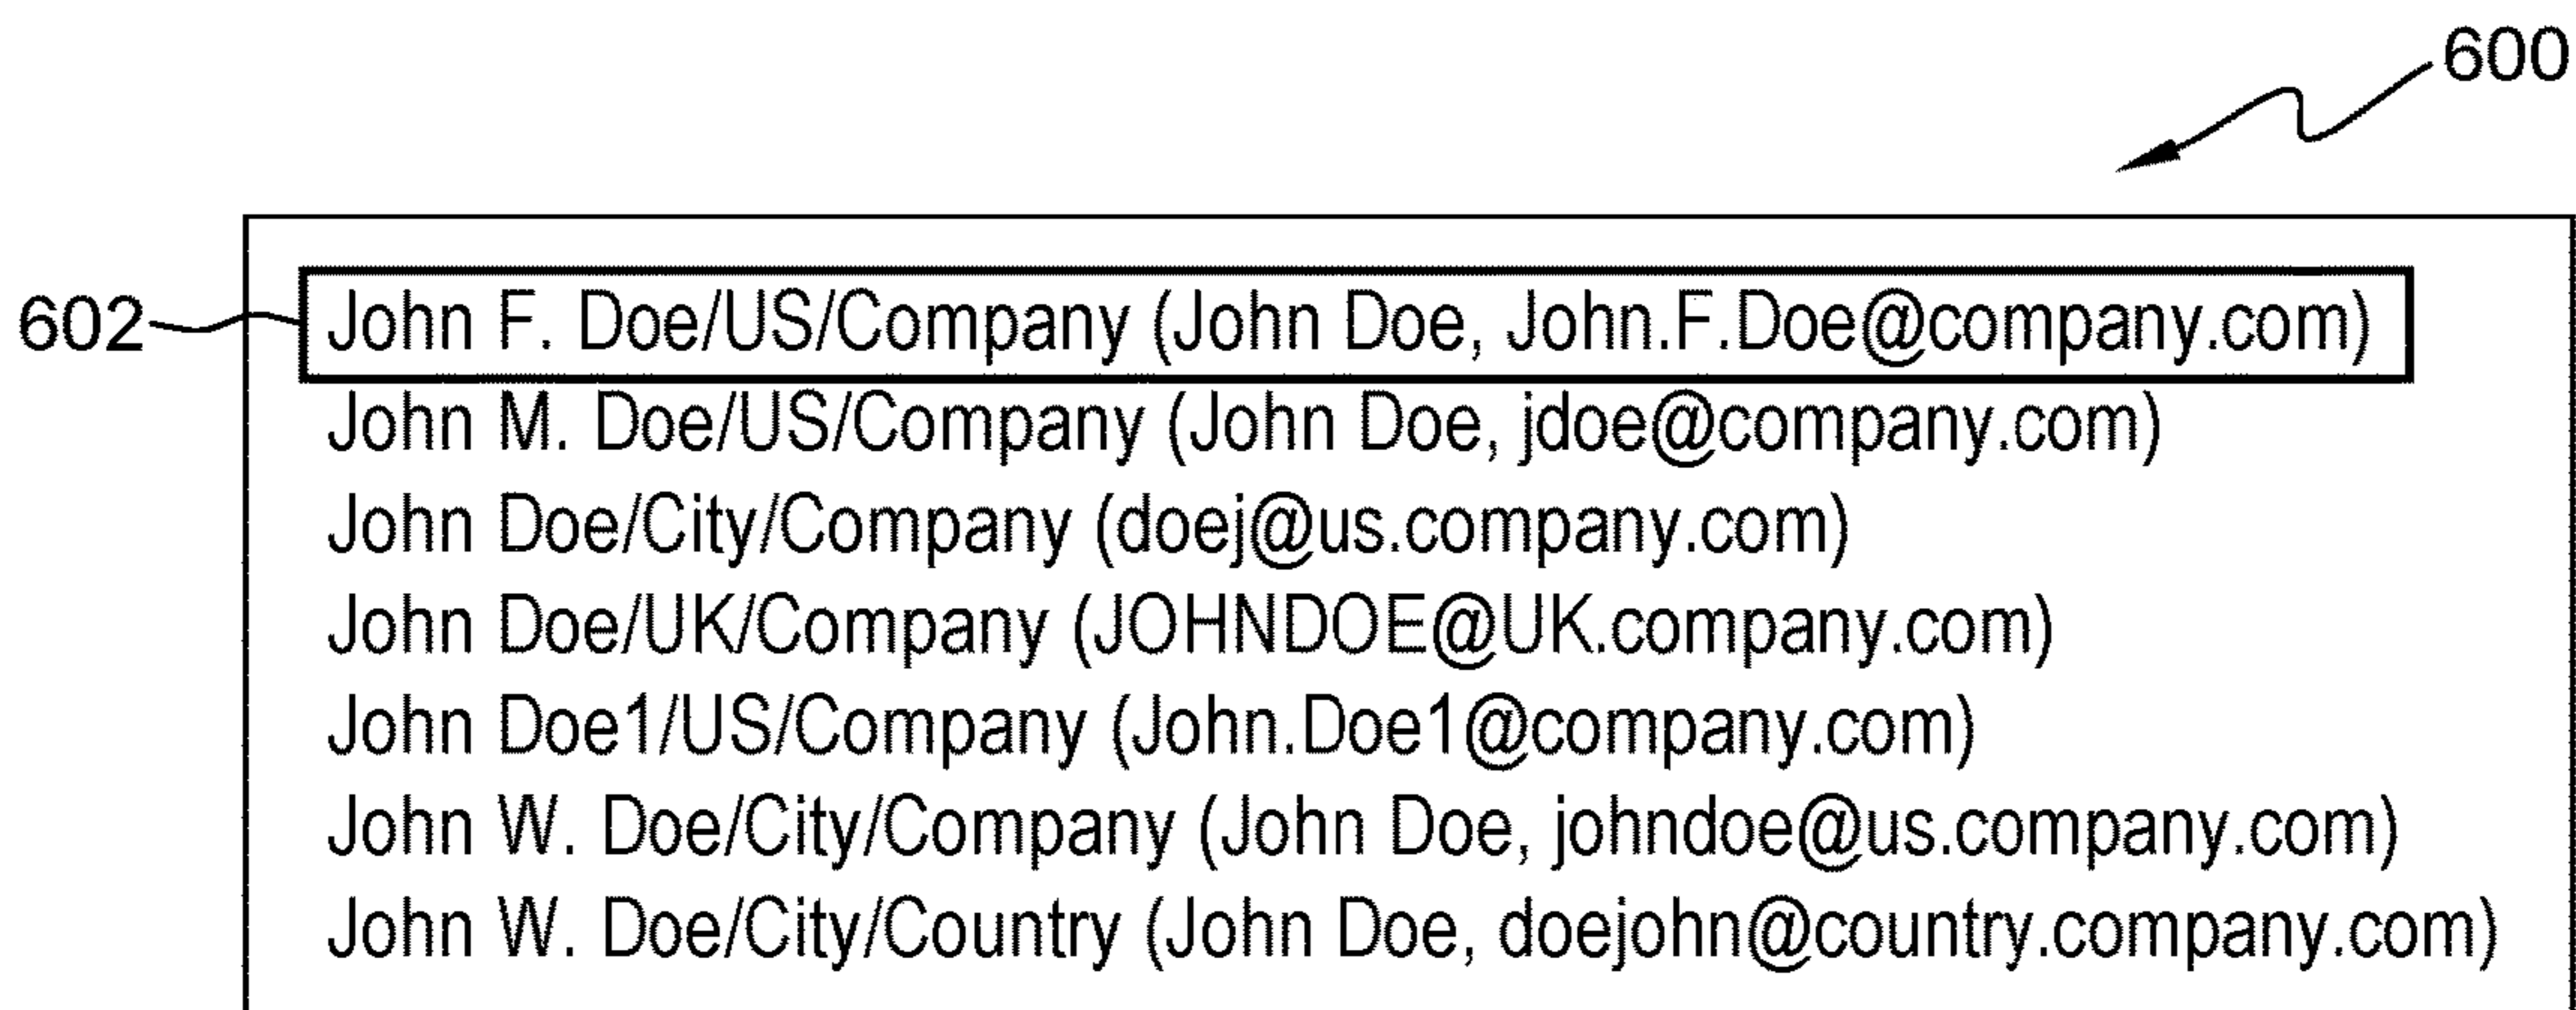 600
602
John F. Doe/US/Company (John Doe, John.F.Doe@company.com)
John M. Doe/US/Company (John Doe, jdoe@company.com)
John Doe/City/Company (doej@us.company.com)
John Doe/UK/Company (JOHNDOE@UK.company.com)
John Doe1/US/Company (John.Doe1@company.com)
John W. Doe/City/Company (John Doe, johndoe@us.company.com)
John W. Doe/City/Country (John Doe, doejohn@country.company.com)